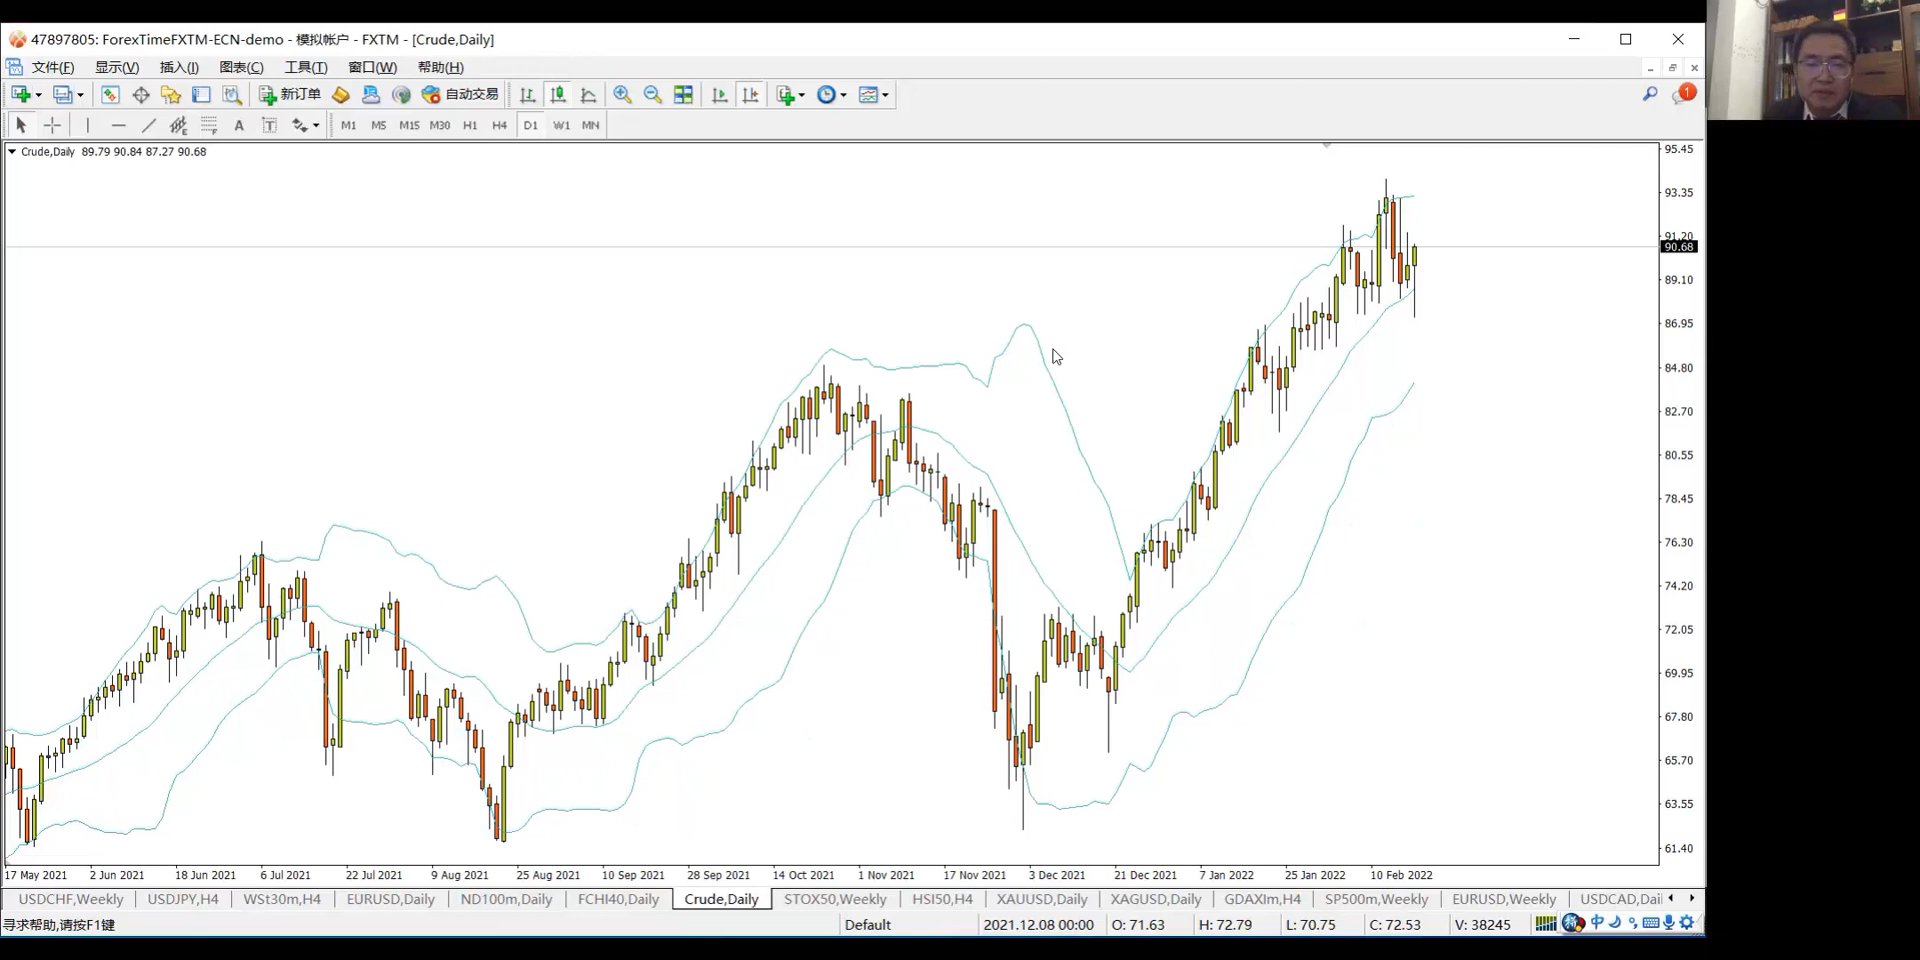 47897805: ForexTimeFXTM-ECN-demo - 模拟帐户 - FXTM - [Crude,Daily]
文件(F) 显示(V) 插入(I) 图表(C) 工具(T) 窗口(W) 帮助(H)
新订单 自动交易 1
A T M1 M5 M15 M30 H1 H4 D1 W1 MN
Crude,Daily 89.79 90.84 87.27 90.68
95.45
93.35
91.20
90.68
89.10
86.95
84.80
82.70
80.55
78.45
76.30
74.20
72.05
69.95
67.80
65.70
63.55
61.40
17 May 2021 2 Jun 2021 18 Jun 2021 6 Jul 2021 22 Jul 2021 9 Aug 2021 25 Aug 2021 10 Sep 2021 28 Sep 2021 14 Oct 2021 1 Nov 2021 17 Nov 2021 3 Dec 2021 21 Dec 2021 7 Jan 2022 25 Jan 2022 10 Feb 2022
USDCHF,Weekly USDJPY,H4 WSt30m,H4 EURUSD,Daily ND100m,Daily FCHI40,Daily Crude,Daily STOX50,Weekly HSI50,H4 XAUUSD,Daily XAGUSD,Daily GDAXIm,H4 SP500m,Weekly EURUSD,Weekly USDCAD,Dail
寻求帮助,请按F1键 Default 2021.12.08 00:00 O: 71.63 H: 72.79 L: 70.75 C: 72.53 V: 38245 中